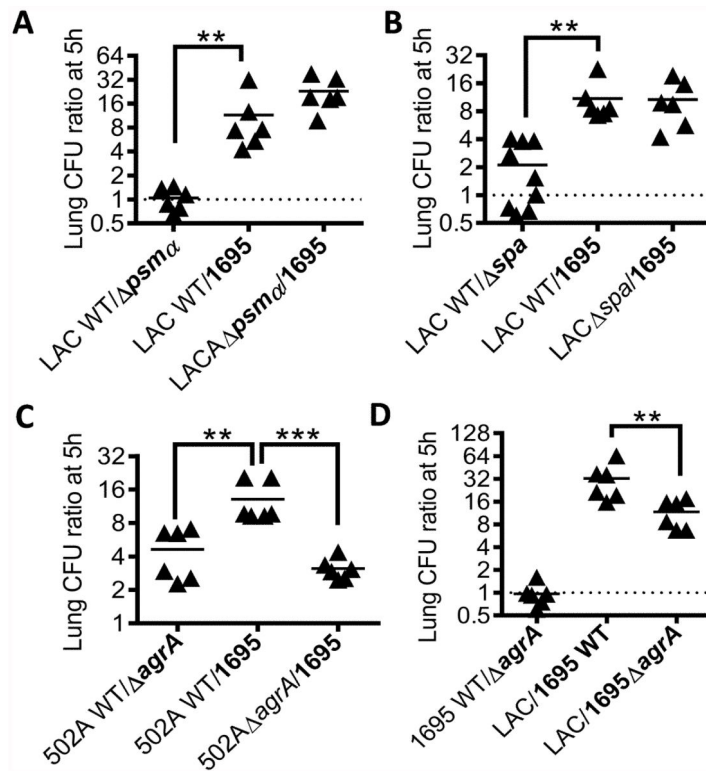 A
Lung CFU ratio at 5h
64
32
16
8
4
2
1
0.5
**
LAC WT/Δpsmα
LAC WT/1695
LACAΔpsmα/1695
B
Lung CFU ratio at 5h
32
16
8
4
2
1
0.5
**
LAC WT/Δspa
LAC WT/1695
LACΔspa/1695
C
Lung CFU ratio at 5h
32
16
8
4
2
1
** ***
502A WT/ΔagrA
502A WT/1695
502AΔagrA/1695
D
Lung CFU ratio at 5h
128
64
32
16
8
4
2
1
0.5
**
1695 WT/ΔagrA
LAC/1695 WT
LAC/1695ΔagrA